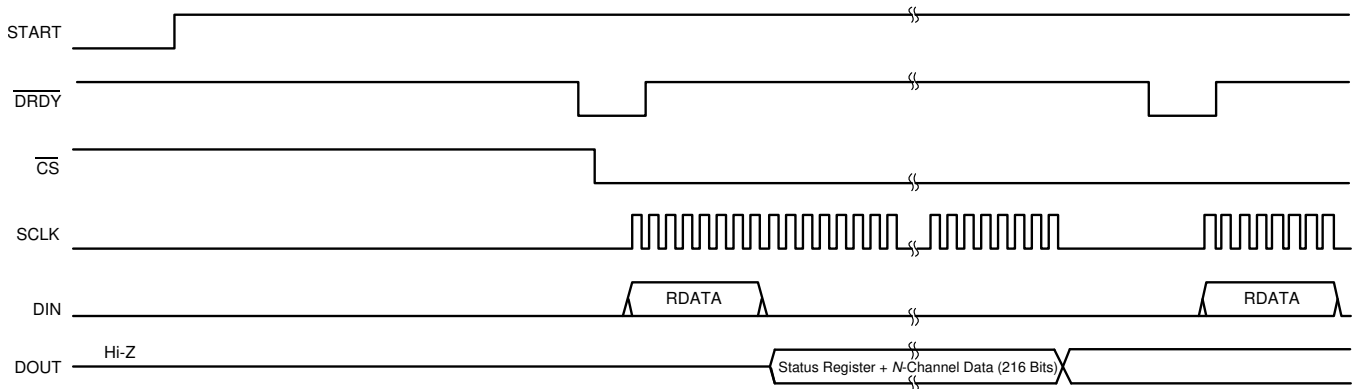 START
DRDY
CS
SCLK
DIN
RDATA RDATA
DOUT
Hi-Z
Status Register + N-Channel Data (216 Bits)